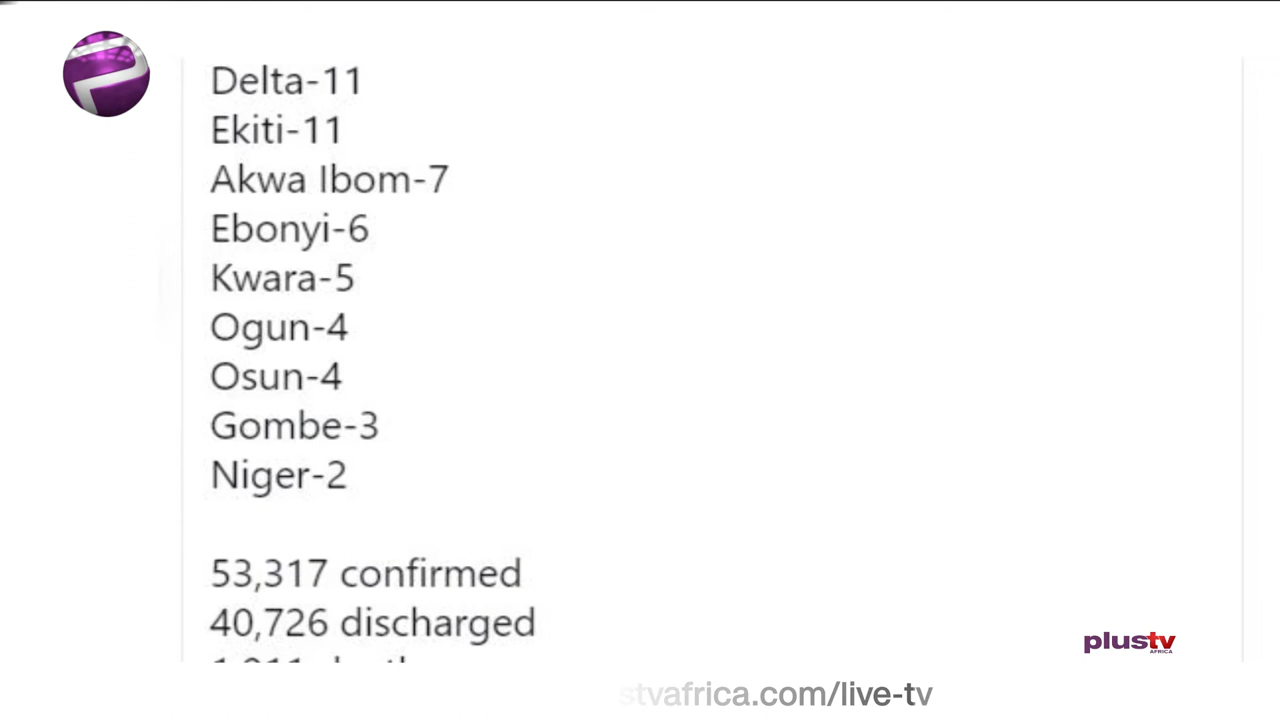 Delta-11
Ekiti-11
Akwa Ibom-7
Ebonyi-6
Kwara-5
Ogun-4
Osun-4
Gombe-3
Niger-2
53,317 confirmed
40,726 discharged
plustv
AFRICA
stvafrica.com/live-tv